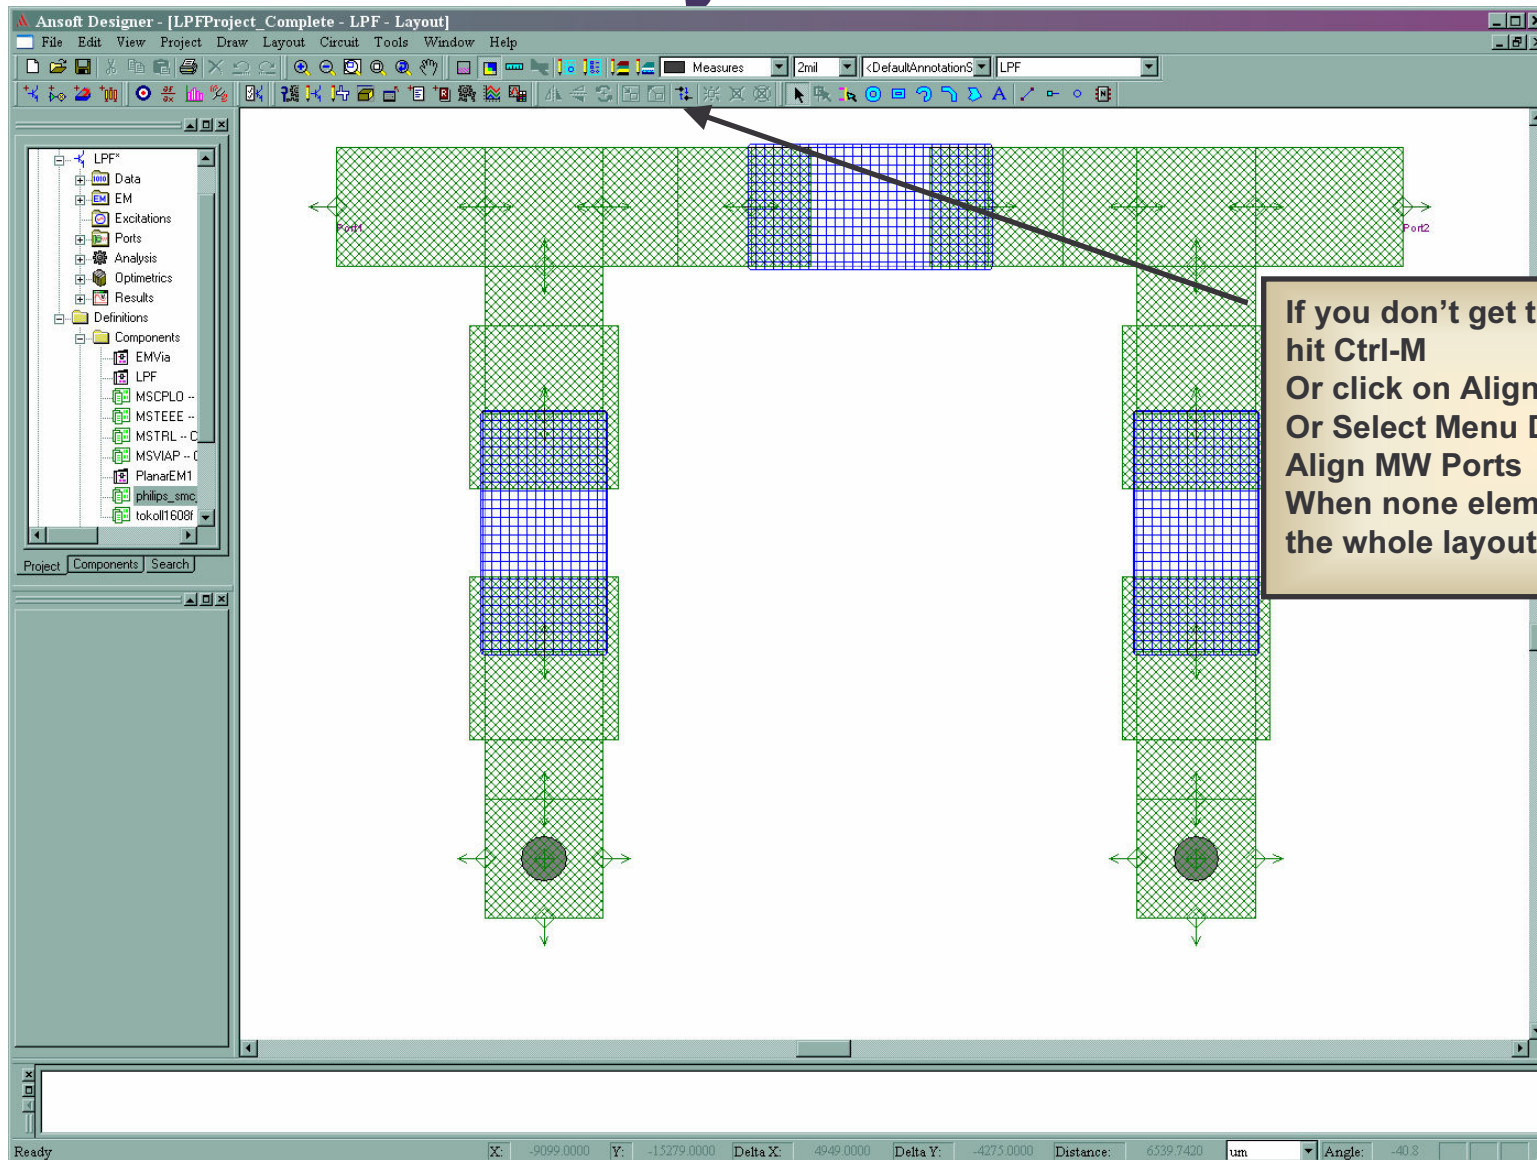 Ansoft Designer - [LPFProject_Complete - LPF - Layout]
File Edit View Project Draw Layout Circuit Tools Window Help
Measures 2mil <DefaultAnnotationS LPF
LPF*
Data
EM
Excitations
Ports
Analysis
Optimetrics
Results
Definitions
Components
EMVia
LPF
MSCPLO --
MSTEEE --
MSTRL -- C
MSVIAP --
PlanarEM1
philips_smc_
tokoll1608f
Project Components Search
Port1
Port2
If you don't get t
hit Ctrl-M
Or click on Align
Or Select Menu D
Align MW Ports
When none elem
the whole layout
Ready X: -9099.0000 Y: -15279.0000 Delta X: 4949.0000 Delta Y: -4275.0000 Distance: 6539.7420 um Angle: -40.8